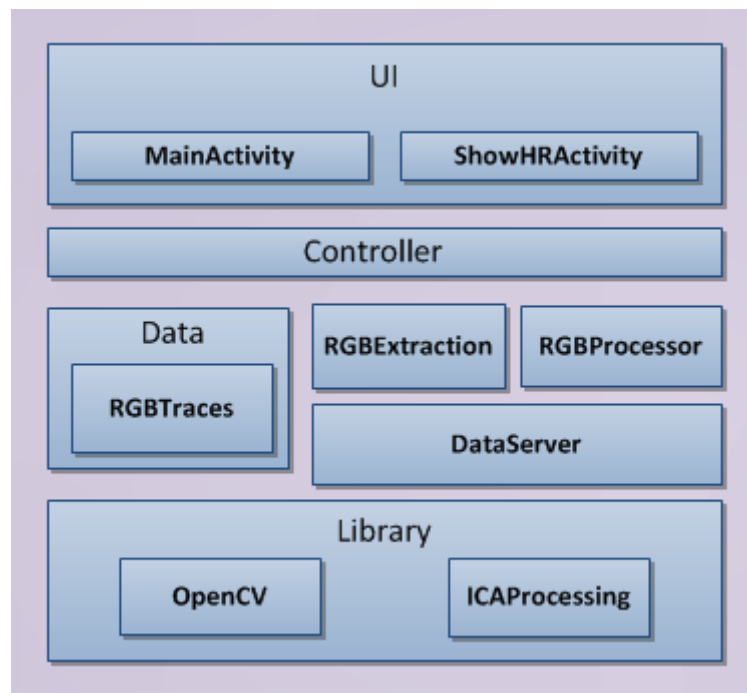 UI
MainActivity
ShowHRActivity
Controller
Data
RGBTraces
RGBExtraction
RGBProcessor
DataServer
Library
OpenCV
ICAProcessing